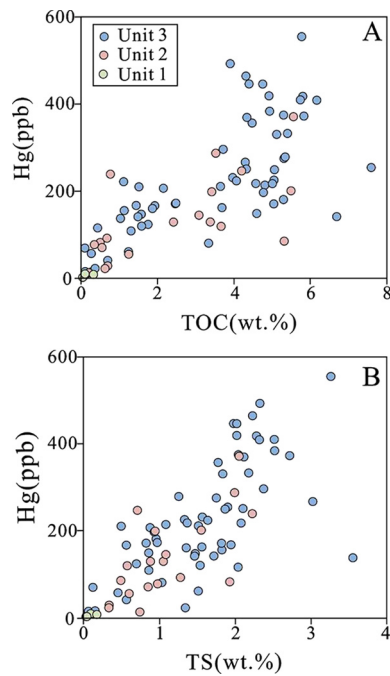 600
A
Unit 3
Unit 2
Unit 1
400
Hg(ppb)
200
0
0 2 4 6 8
TOC(wt.%)
600
B
400
Hg(ppb)
200
0
0 1 2 3 4
TS(wt.%)